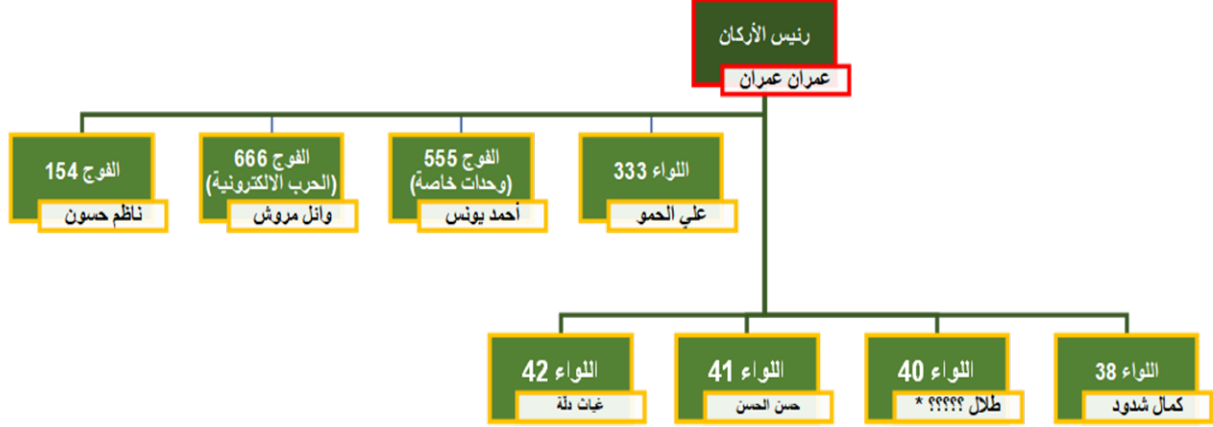 رئيس الأركان
عمران عمران
اللواء 333
علي الحمو
الفوج 555
(وحدات خاصة)
أحمد يونس
الفوج 666
(الحرب الالكترونية)
وائل مروش
الفوج 154
ناظم حسون
اللواء 38
كمال شدود
اللواء 40
طلال ؟؟؟؟؟ *
اللواء 41
حسن الحسن
اللواء 42
غياث دلّة